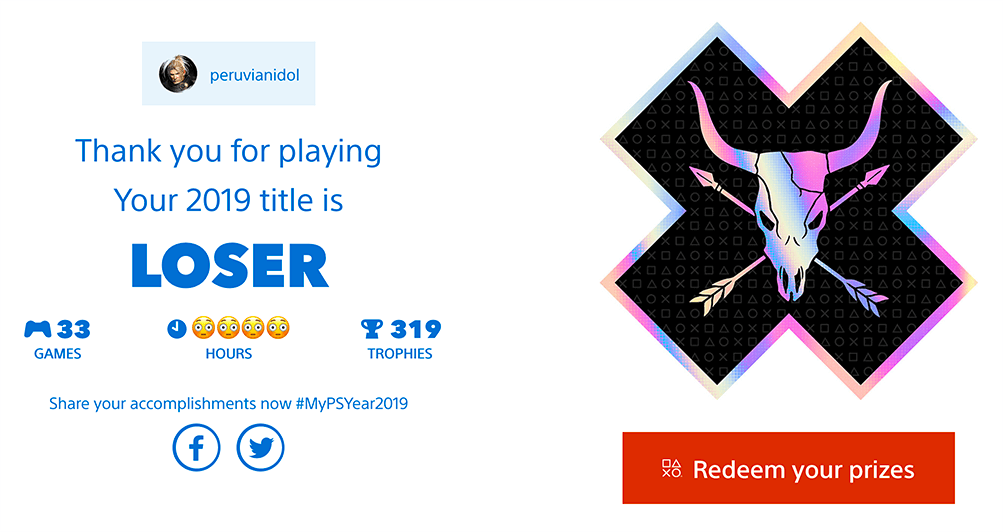 peruvianidol
Thank you for playing
Your 2019 title is
LOSER
33
GAMES
😳😳😳😳
HOURS
319
TROPHIES
Share your accomplishments now #MyPSYear2019
Redeem your prizes